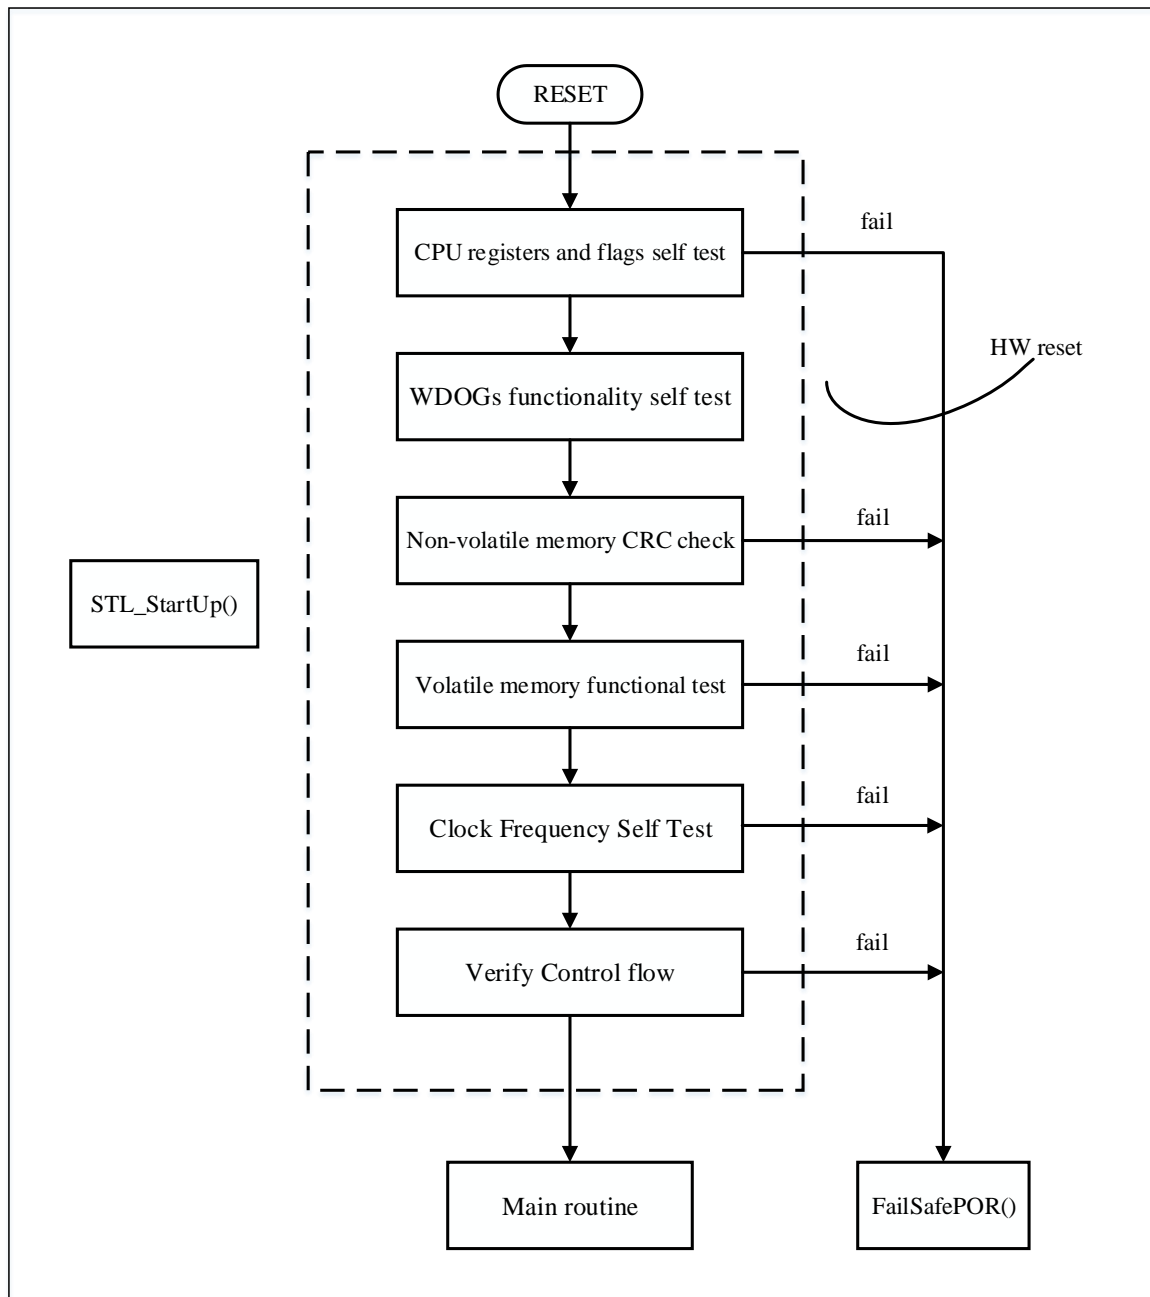 RESET
CPU registers and flags self test
fail
HW reset
WDOGs functionality self test
Non-volatile memory CRC check
fail
STL_StartUp()
Volatile memory functional test
fail
Clock Frequency Self Test
fail
Verify Control flow
fail
Main routine
FailSafePOR()